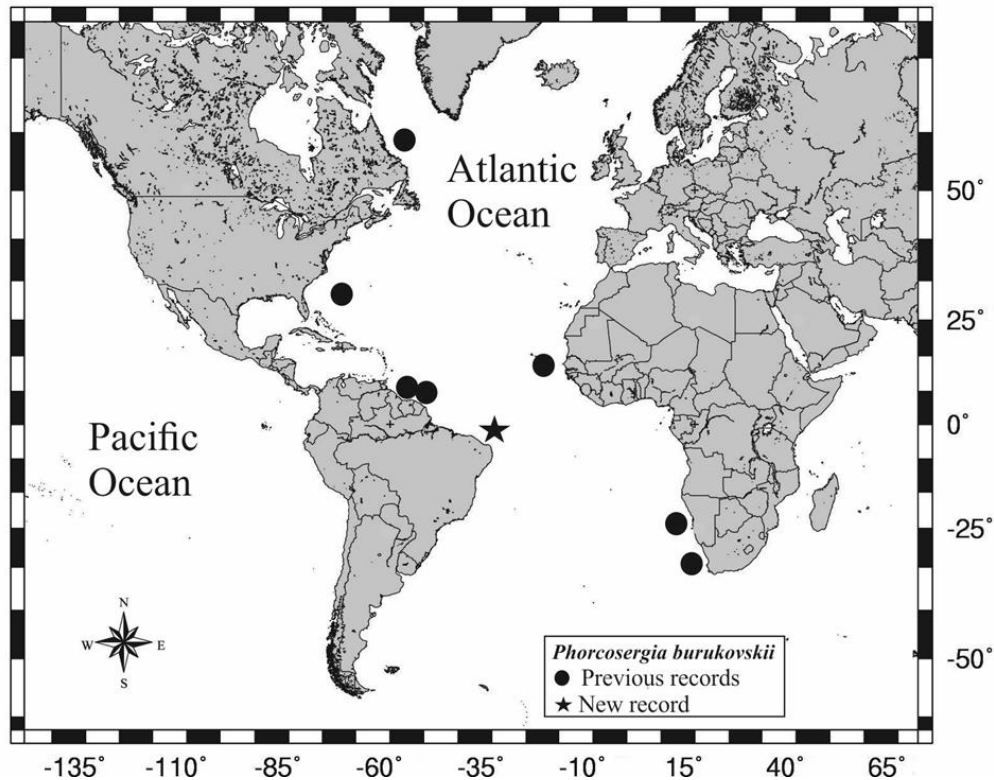 Atlantic
Ocean
Pacific
Ocean
50°
25°
0°
-25°
-50°
N
W E
S
Phorcosergia burukovskii
Previous records
New record
-135° -110° -85° -60° -35° -10° 15° 40° 65°